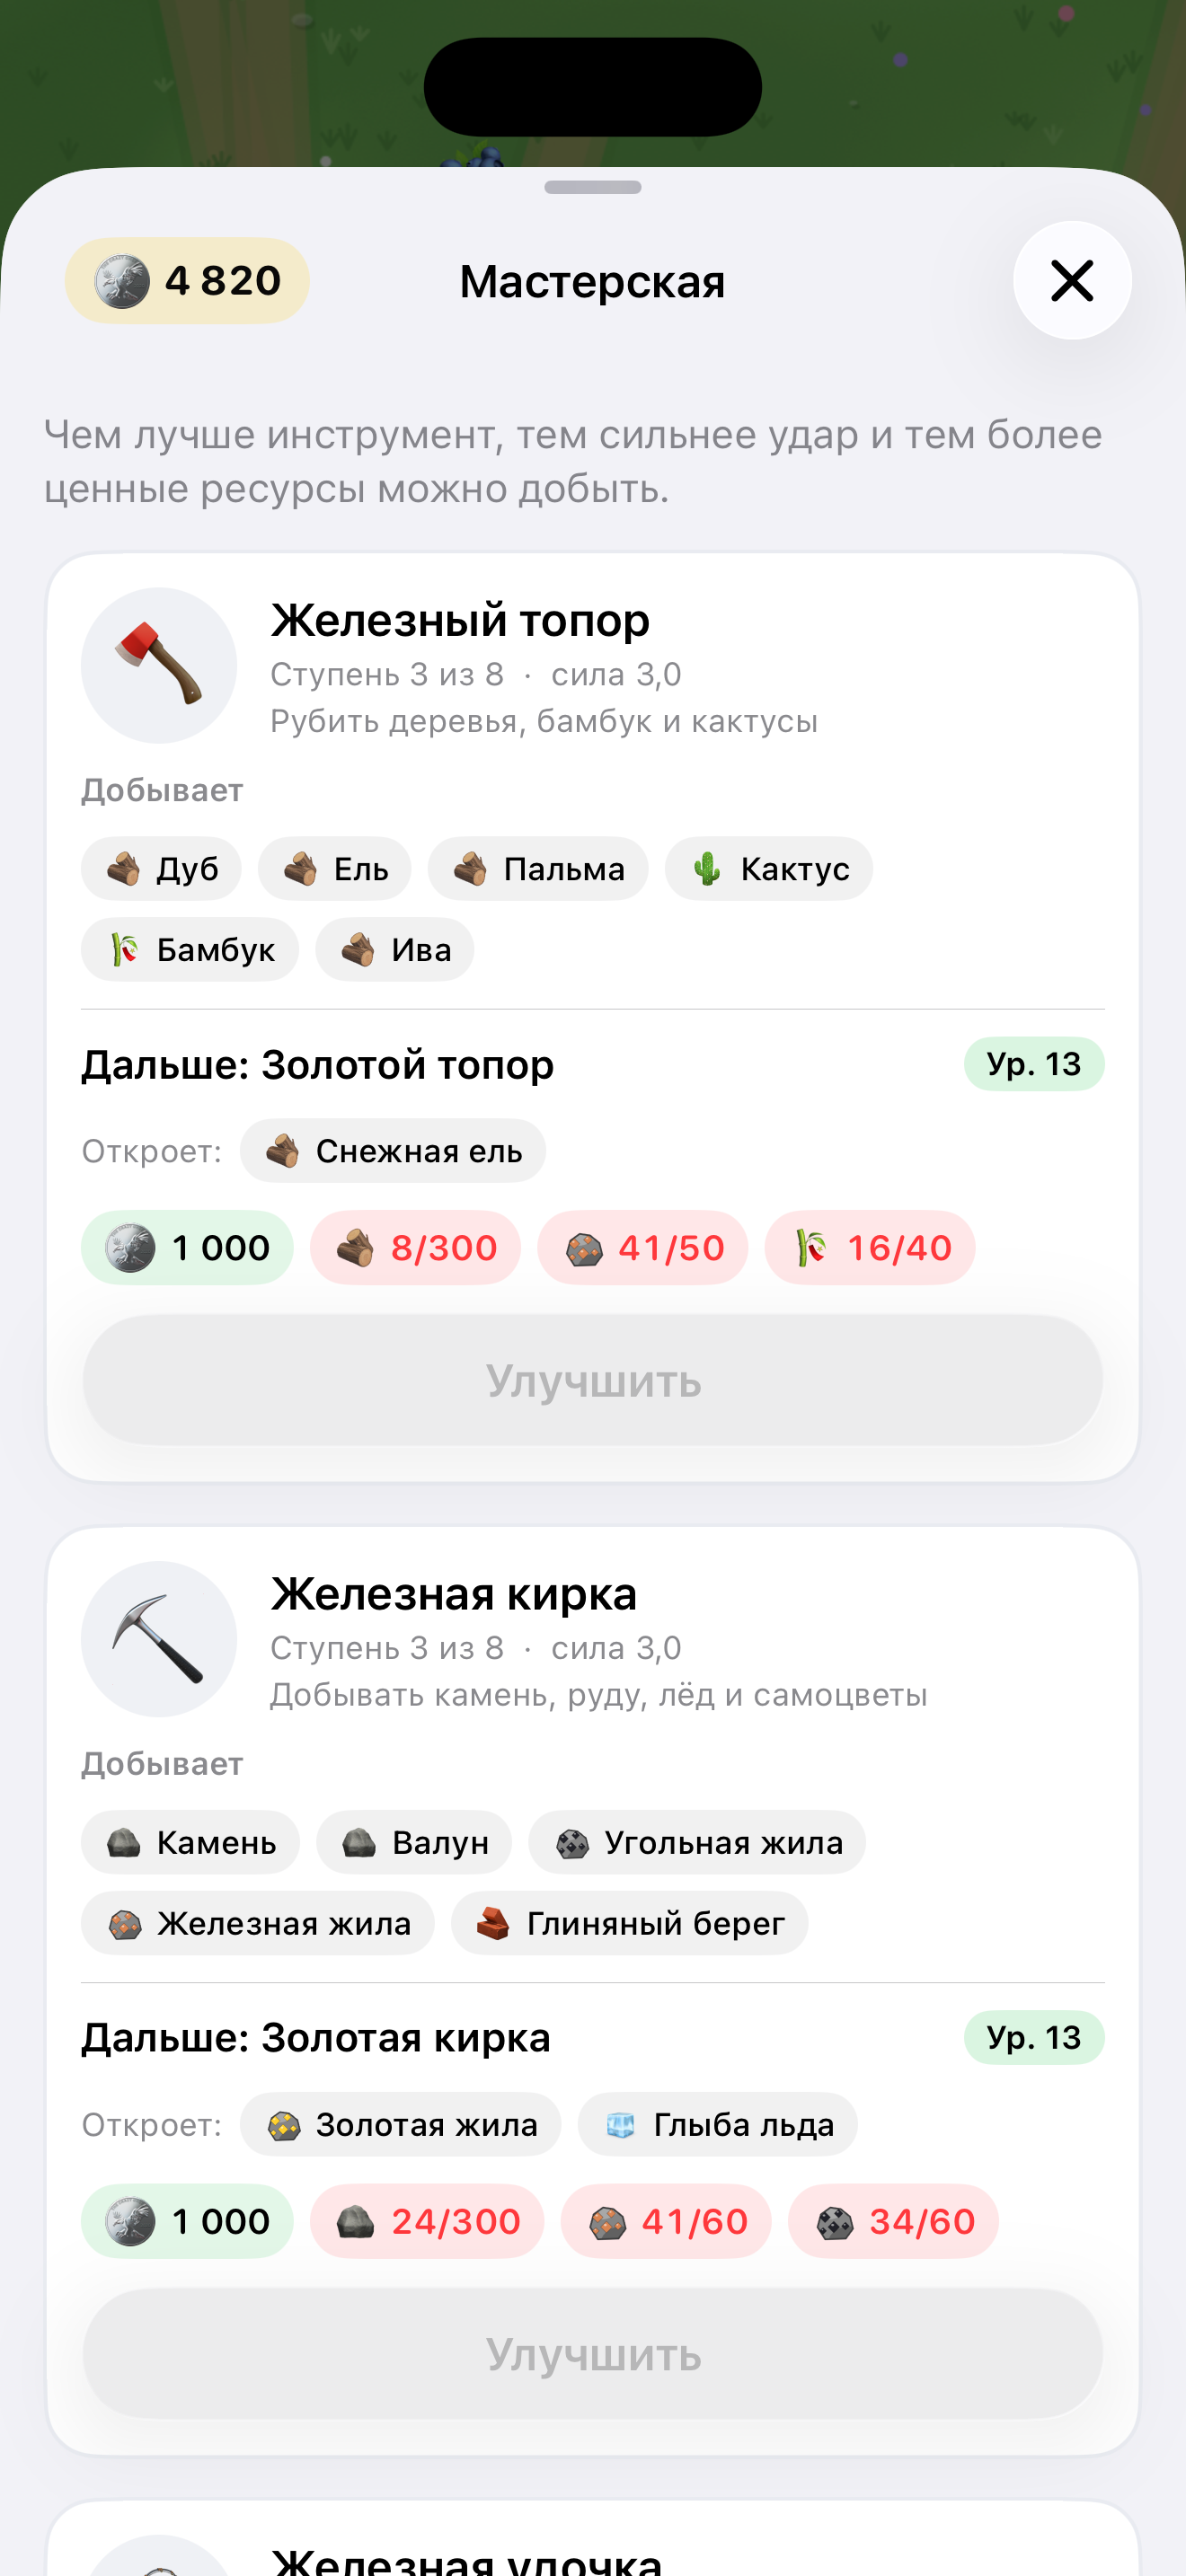 4 820
Мастерская
Чем лучше инструмент, тем сильнее удар и тем более
ценные ресурсы можно добыть.
Железный топор
Ступень 3 из 8 · сила 3,0
Рубить деревья, бамбук и кактусы
Добывает
Дуб Ель Пальма Кактус
Бамбук Ива
Дальше: Золотой топор Ур. 13
Откроет: Снежная ель
1 000 8/300 41/50 16/40
Улучшить
Железная кирка
Ступень 3 из 8 · сила 3,0
Добывать камень, руду, лёд и самоцветы
Добывает
Камень Валун Угольная жила
Железная жила Глиняный берег
Дальше: Золотая кирка Ур. 13
Откроет: Золотая жила Глыба льда
1 000 24/300 41/60 34/60
Улучшить
Железная удочка